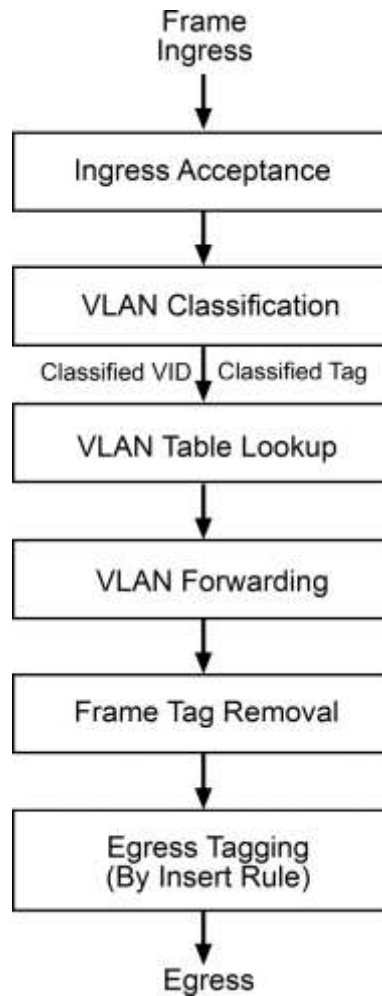 Frame
Ingress
Ingress Acceptance
VLAN Classification
Classified VID Classified Tag
VLAN Table Lookup
VLAN Forwarding
Frame Tag Removal
Egress Tagging
(By Insert Rule)
Egress